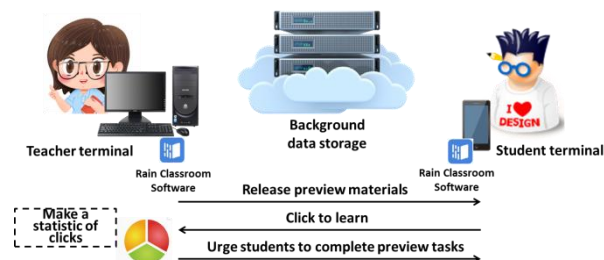 I ♥
DESIGN
Background
data storage
Teacher terminal
Student terminal
Rain Classroom
Software
Rain Classroom
Software
Release preview materials
Make a
statistic of
clicks
Click to learn
Urge students to complete preview tasks